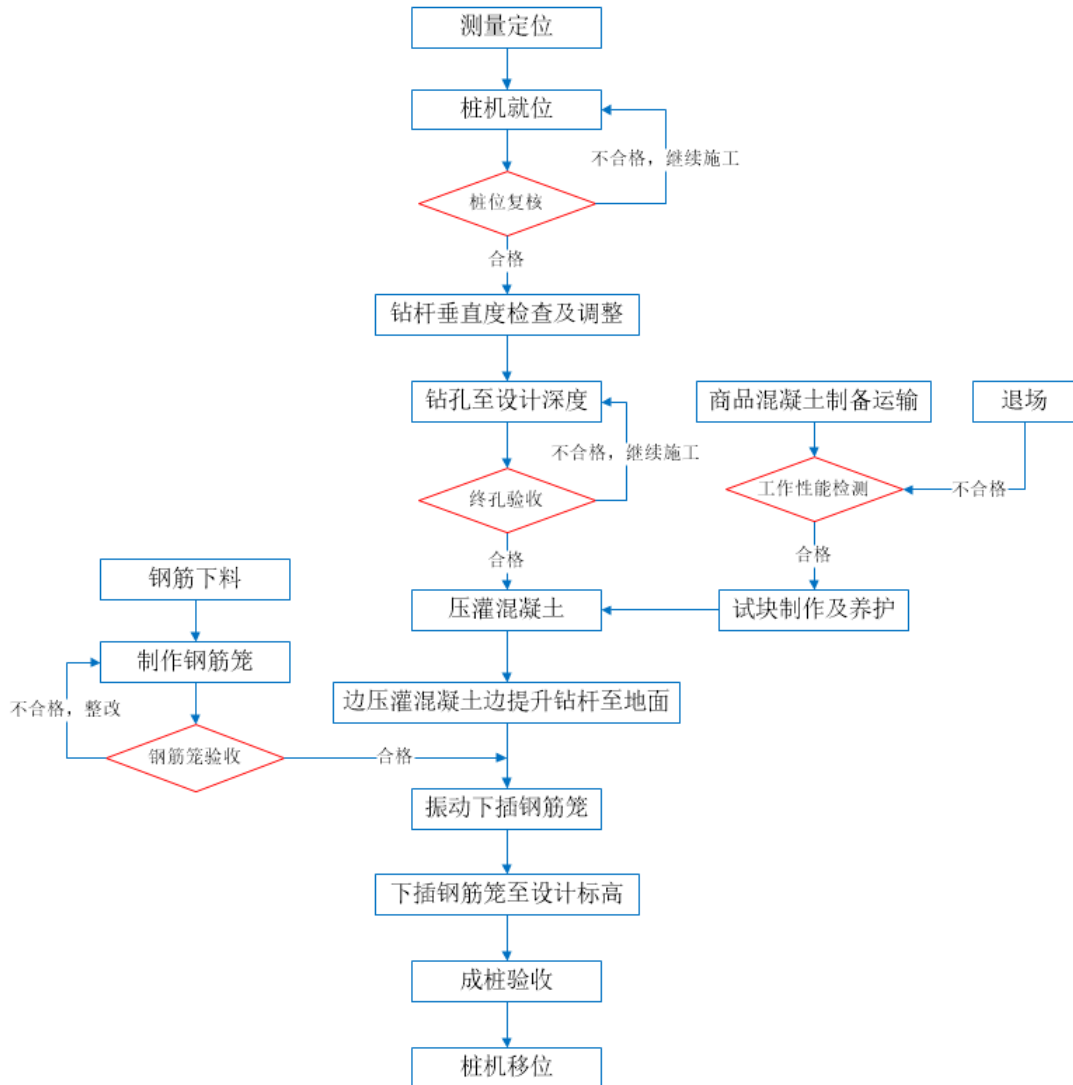 测量定位
桩机就位
不合格，继续施工
桩位复核
合格
钻杆垂直度检查及调整
钻孔至设计深度
商品混凝土制备运输
退场
不合格，继续施工
终孔验收
工作性能检测
不合格
合格
合格
钢筋下料
压灌混凝土
试块制作及养护
制作钢筋笼
不合格，整改
边压灌混凝土边提升钻杆至地面
钢筋笼验收
合格
振动下插钢筋笼
下插钢筋笼至设计标高
成桩验收
桩机移位